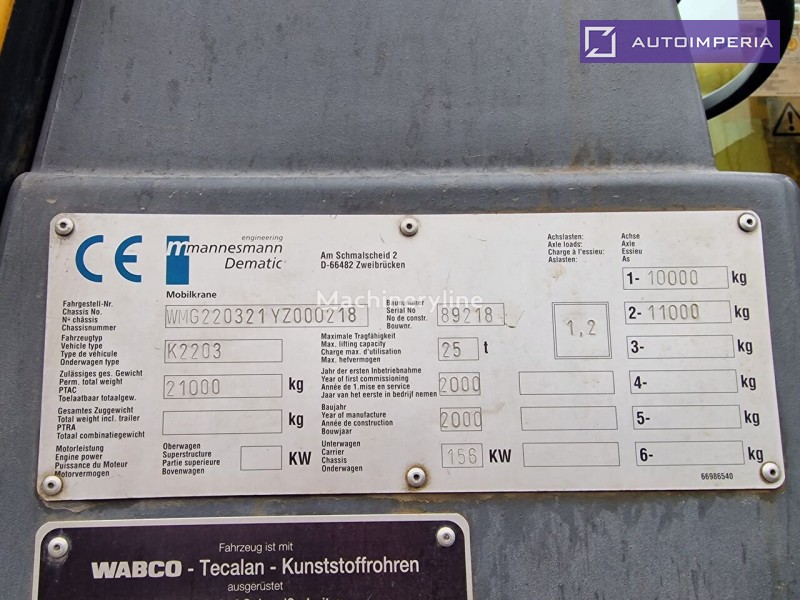 AUTOIMPERIA
CE
engineering
mannesmann
Dematic
Am Schmalscheid 2
D-66482 Zweibrücken
Mobilkrane
Machineryline
Fahrgestell-Nr.
Chassis No
Nº châssis
Chassisnummer
WMG220321YZ000218
Baunummer
Serial No
No de constr.
Bouwnr.
89218
Fahrzeugtyp
Vehicle type
Type de véhicule
Onderwagen type
K2203
Maximale Tragfähigkeit
Max. lifting capacity
Charge max. d'utilisation
Max. hefvermogen
25 t
Zulässiges ges. Gewicht
Perm. total weight
PTAC
Toelaatbaar totaalgew.
21000 kg
Jahr der ersten Inbetriebnahme
Year of first commissioning
Année de 1.mise en service
Jaar van het eerste in bedrijf nemen
2000
Gesamtes Zuggewicht
Total weight incl. trailer
PTRA
Totaal combinatiegewicht
kg
Baujahr
Year of manufacture
Année de construction
Bouwjaar
2000
Motorleistung
Engine power
Puissance du Moteur
Motorvermogen
Oberwagen
Superstructure
Partie superieure
Bovenwagen
KW
Unterwagen
Carrier
Chassis
Onderwagen
156 KW
Achslasten:
Axle loads:
Charge à l'essieu:
Aslasten:
1,2
Achse
Axle
Essieu
As
1- 10000 kg
2- 11000 kg
3- kg
4- kg
5- kg
6- kg
66986540
Fahrzeug ist mit
WABCO - Tecalan - Kunststoffrohren
ausgerüstet